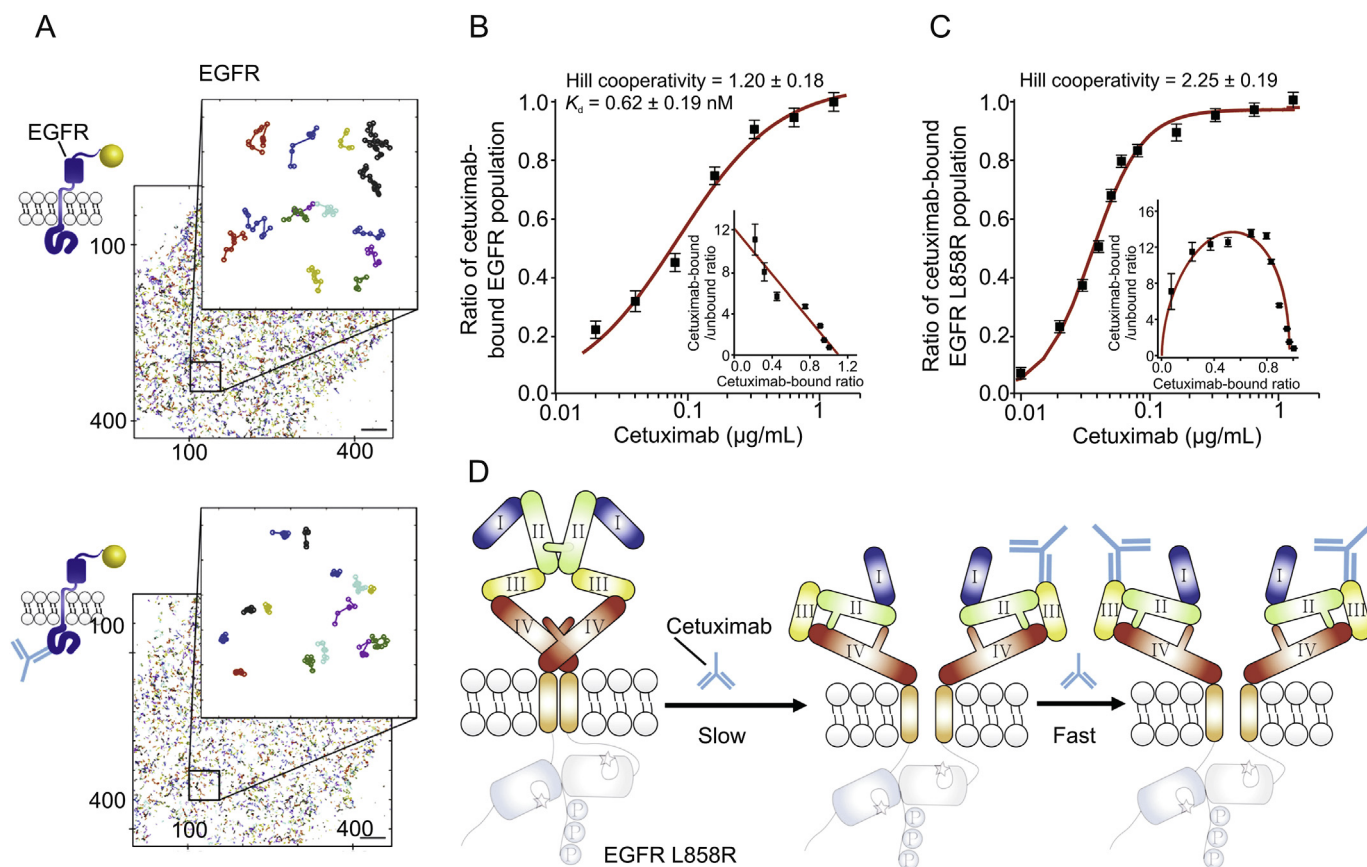 A
EGFR
EGFR
100
400
100
400
100
400
100
400
B
Hill cooperativity = 1.20 ± 0.18
Kd = 0.62 ± 0.19 nM
Ratio of cetuximab-
bound EGFR population
1.0
0.8
0.6
0.4
0.2
0.0
0.01
0.1
1
Cetuximab (μg/mL)
Cetuximab-bound
/unbound ratio
15
10
5
0
0.0
0.4
0.8
1.2
Cetuximab-bound ratio
C
Hill cooperativity = 2.25 ± 0.19
Ratio of cetuximab-bound
EGFR L858R population
1.0
0.8
0.6
0.4
0.2
0.0
0.01
0.1
1
Cetuximab (μg/mL)
Cetuximab-bound
/unbound ratio
16
12
8
4
0
0.0
0.4
0.8
Cetuximab-bound ratio
D
I
II
II
I
III
III
IV
IV
Cetuximab
Slow
I
I
III
II
II
III
IV
IV
Fast
I
I
III
II
II
III
IV
IV
P
P
P
P
P
P
P
P
P
EGFR L858R